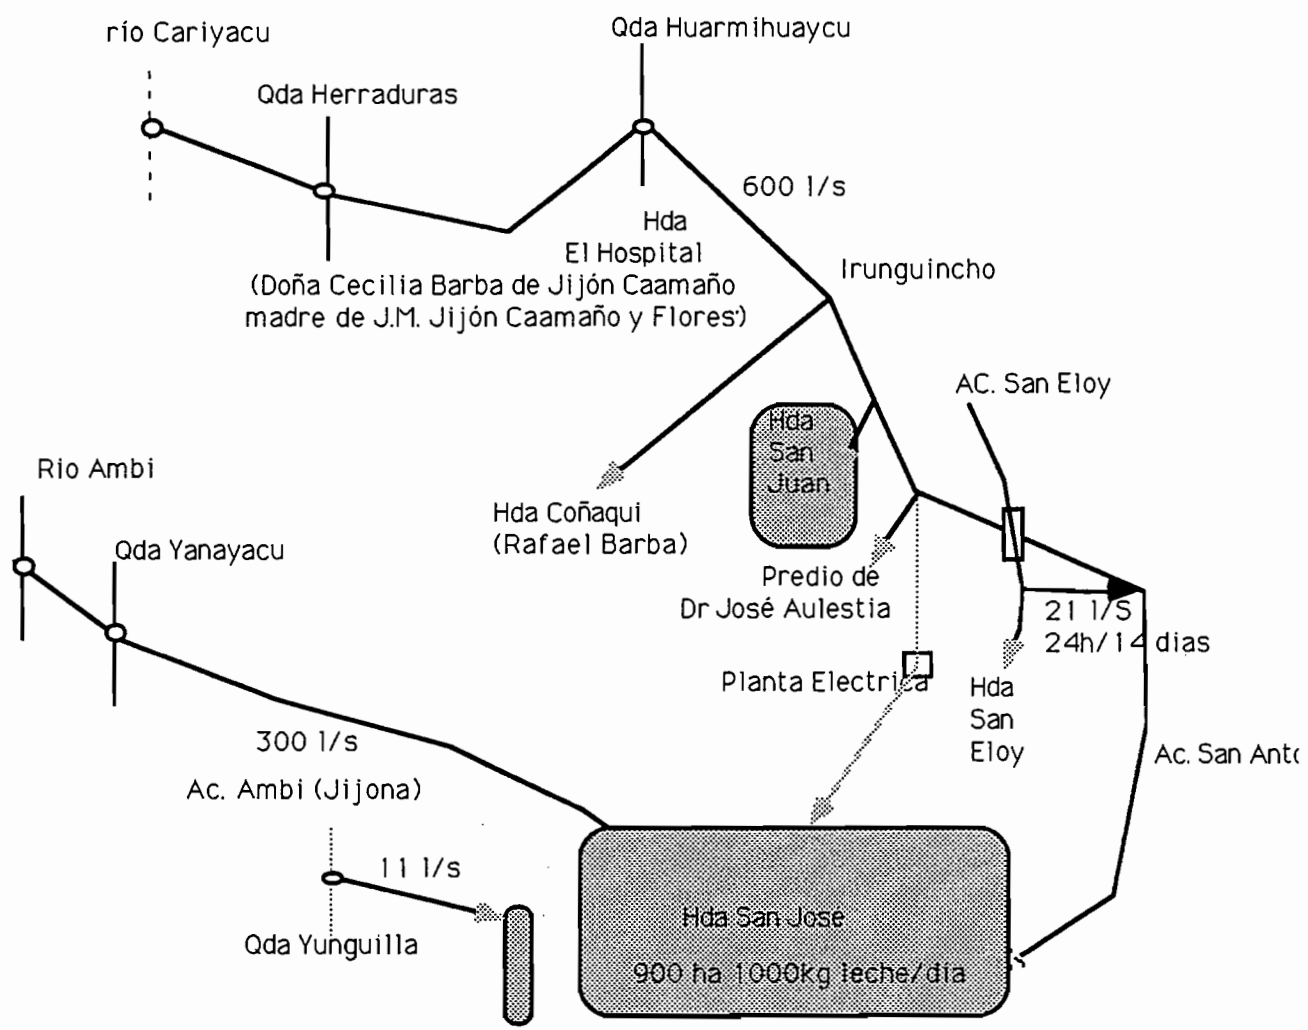 río Cariyacu
Qda Huarmihuaycu
Qda Herraduras
600 l/s
Hda
El Hospital
(Doña Cecilia Barba de Jijón Caamaño
madre de J.M. Jijón Caamaño y Flores)
Irunguincho
AC. San Eloy
Hda
San
Juan
Rio Ambi
Hda Coñaqui
(Rafael Barba)
Qda Yanayacu
Predio de
Dr José Aulestia
21 l/S
24h/14 dias
Planta Electrica
Hda
San
Eloy
300 l/s
Ac. San Anto
Ac. Ambi (Jijona)
11 l/s
Qda Yunguilla
Hda San José
900 ha 1000kg leche/dia